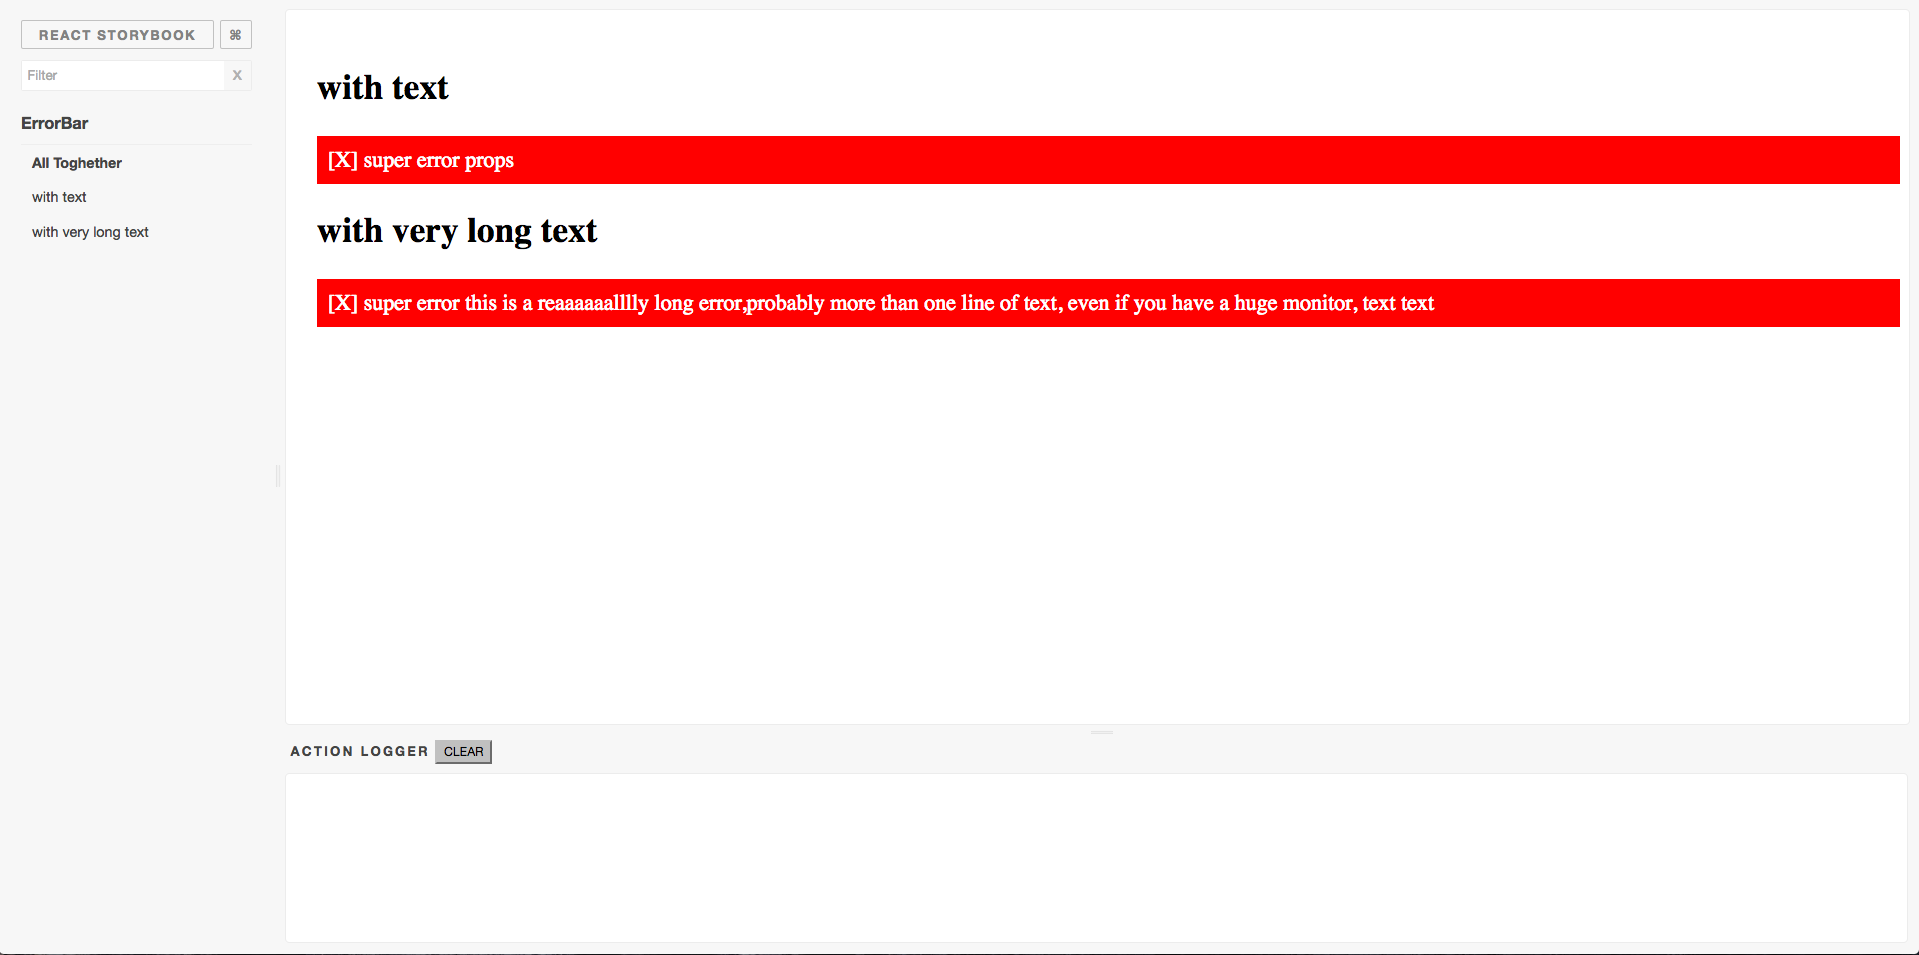 REACT STORYBOOK ⌘
Filter X
ErrorBar
All Toghether
with text
with very long text
with text
[X] super error props
with very long text
[X] super error this is a reaaaaaalllly long error,probably more than one line of text, even if you have a huge monitor, text text
ACTION LOGGER CLEAR